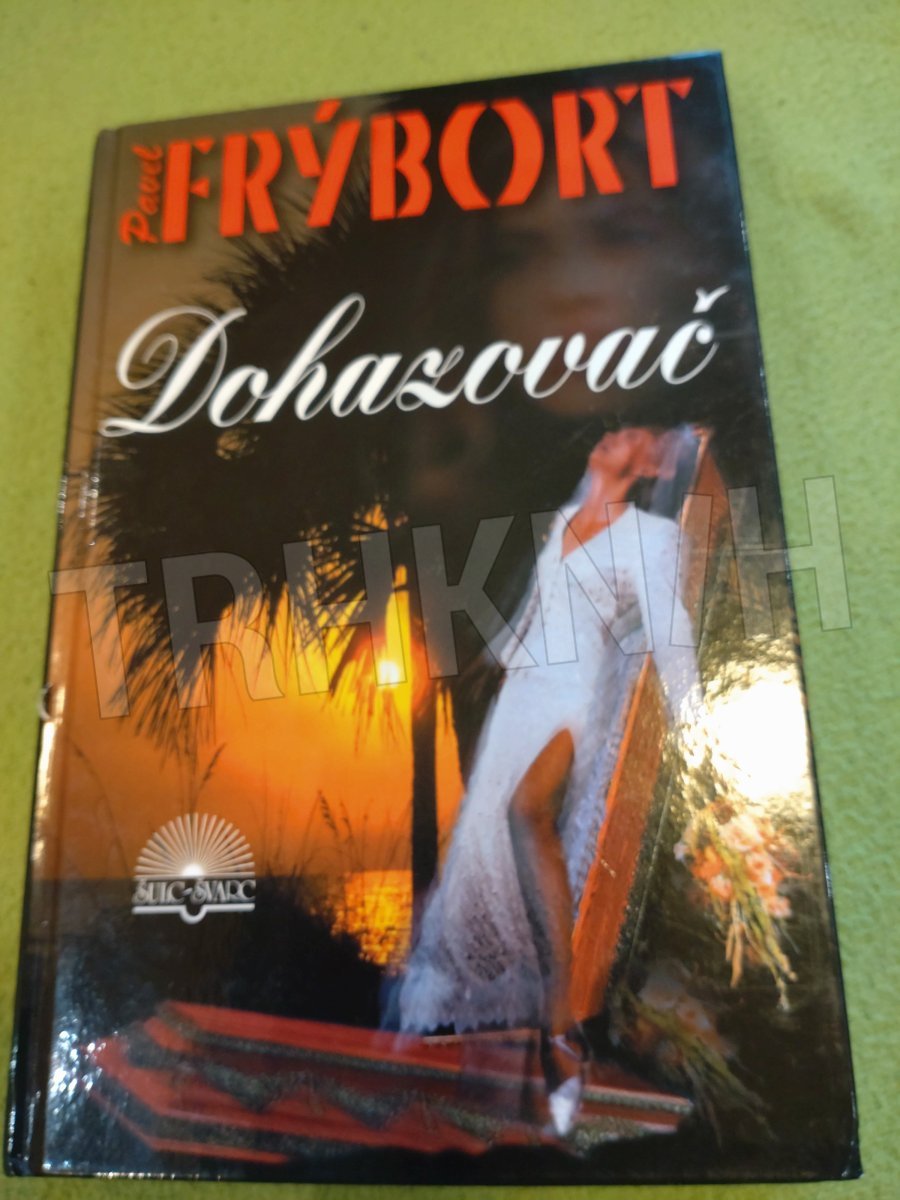 Pavel FRÝBORT
Dohazovač
TRHKNIH
ŠULC-ŠVARC